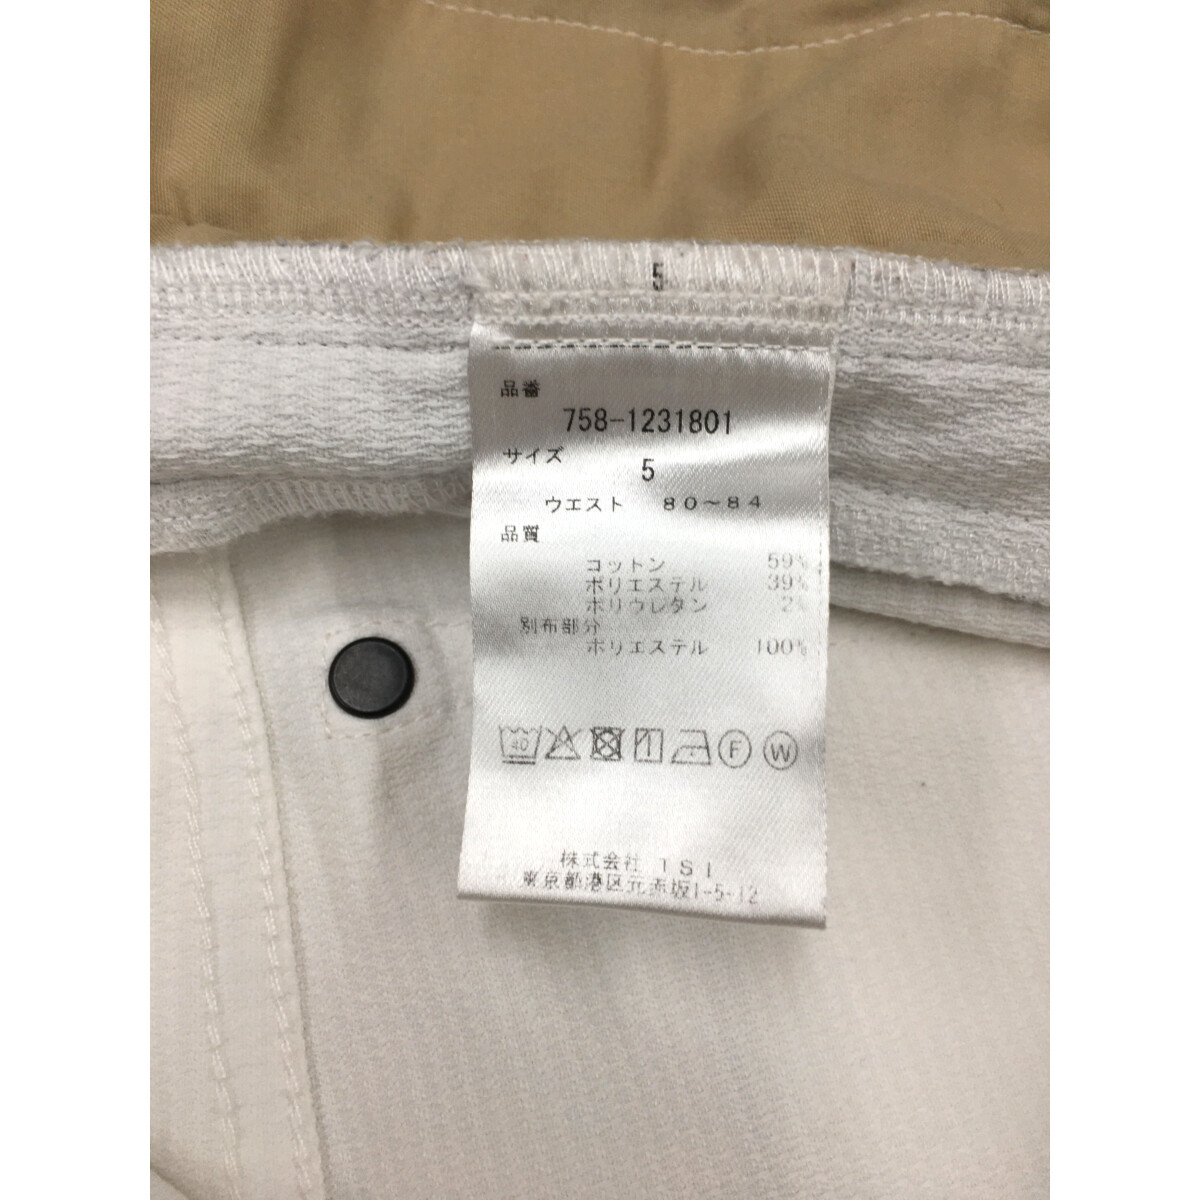 5
品番
758-1231801
サイズ
5
ウエスト 80～84
品質
コットン 59%
ポリエステル 39%
ポリウレタン 2%
別布部分
ポリエステル 100%
40 F W
株式会社 TSI
東京都港区元赤坂1-5-12